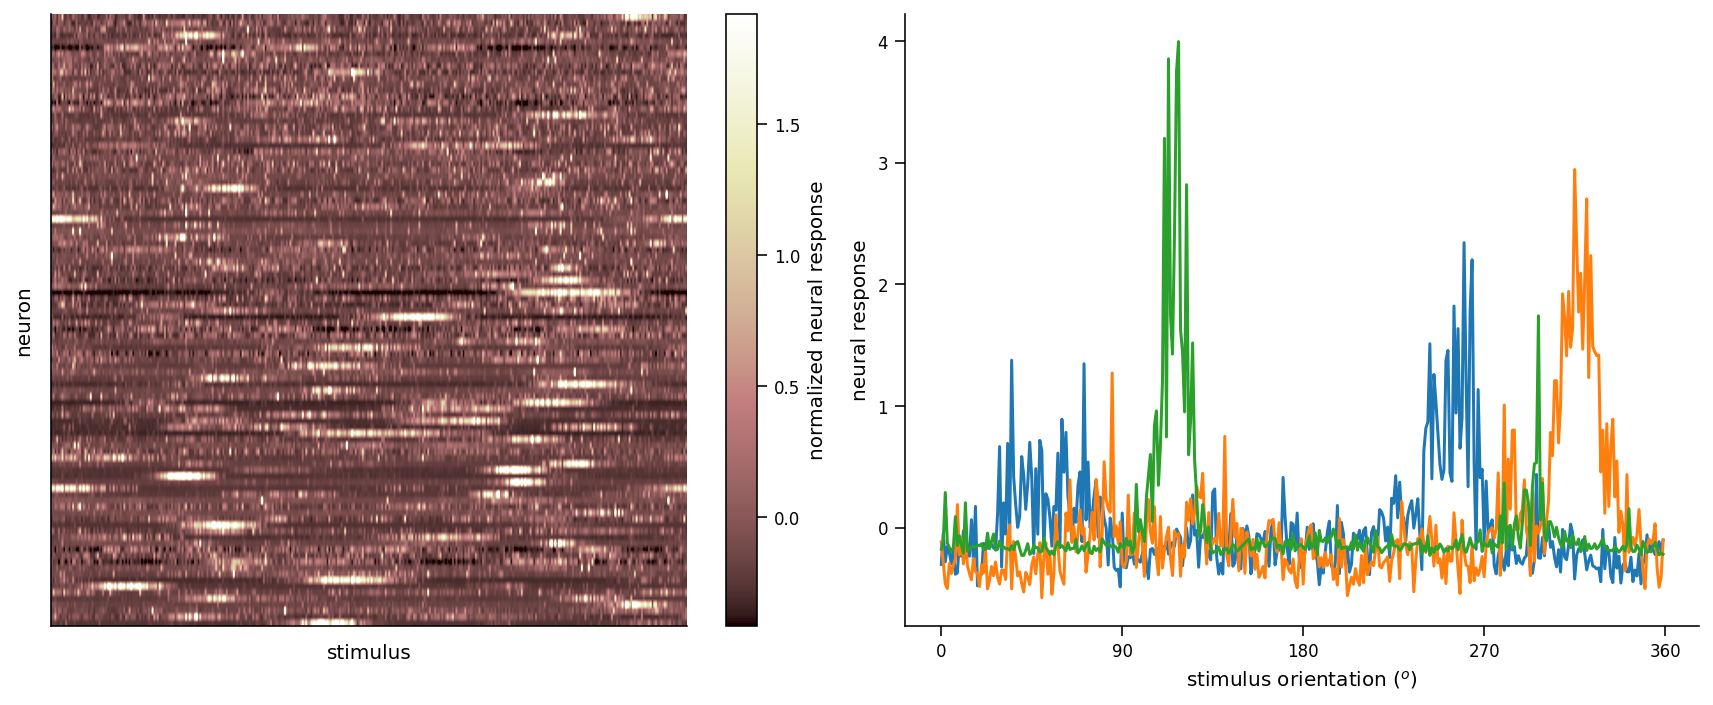 neuron
stimulus
1.5
1.0
0.5
0.0
normalized neural response
neural response
4
3
2
1
0
0 90 180 270 360
stimulus orientation (o)